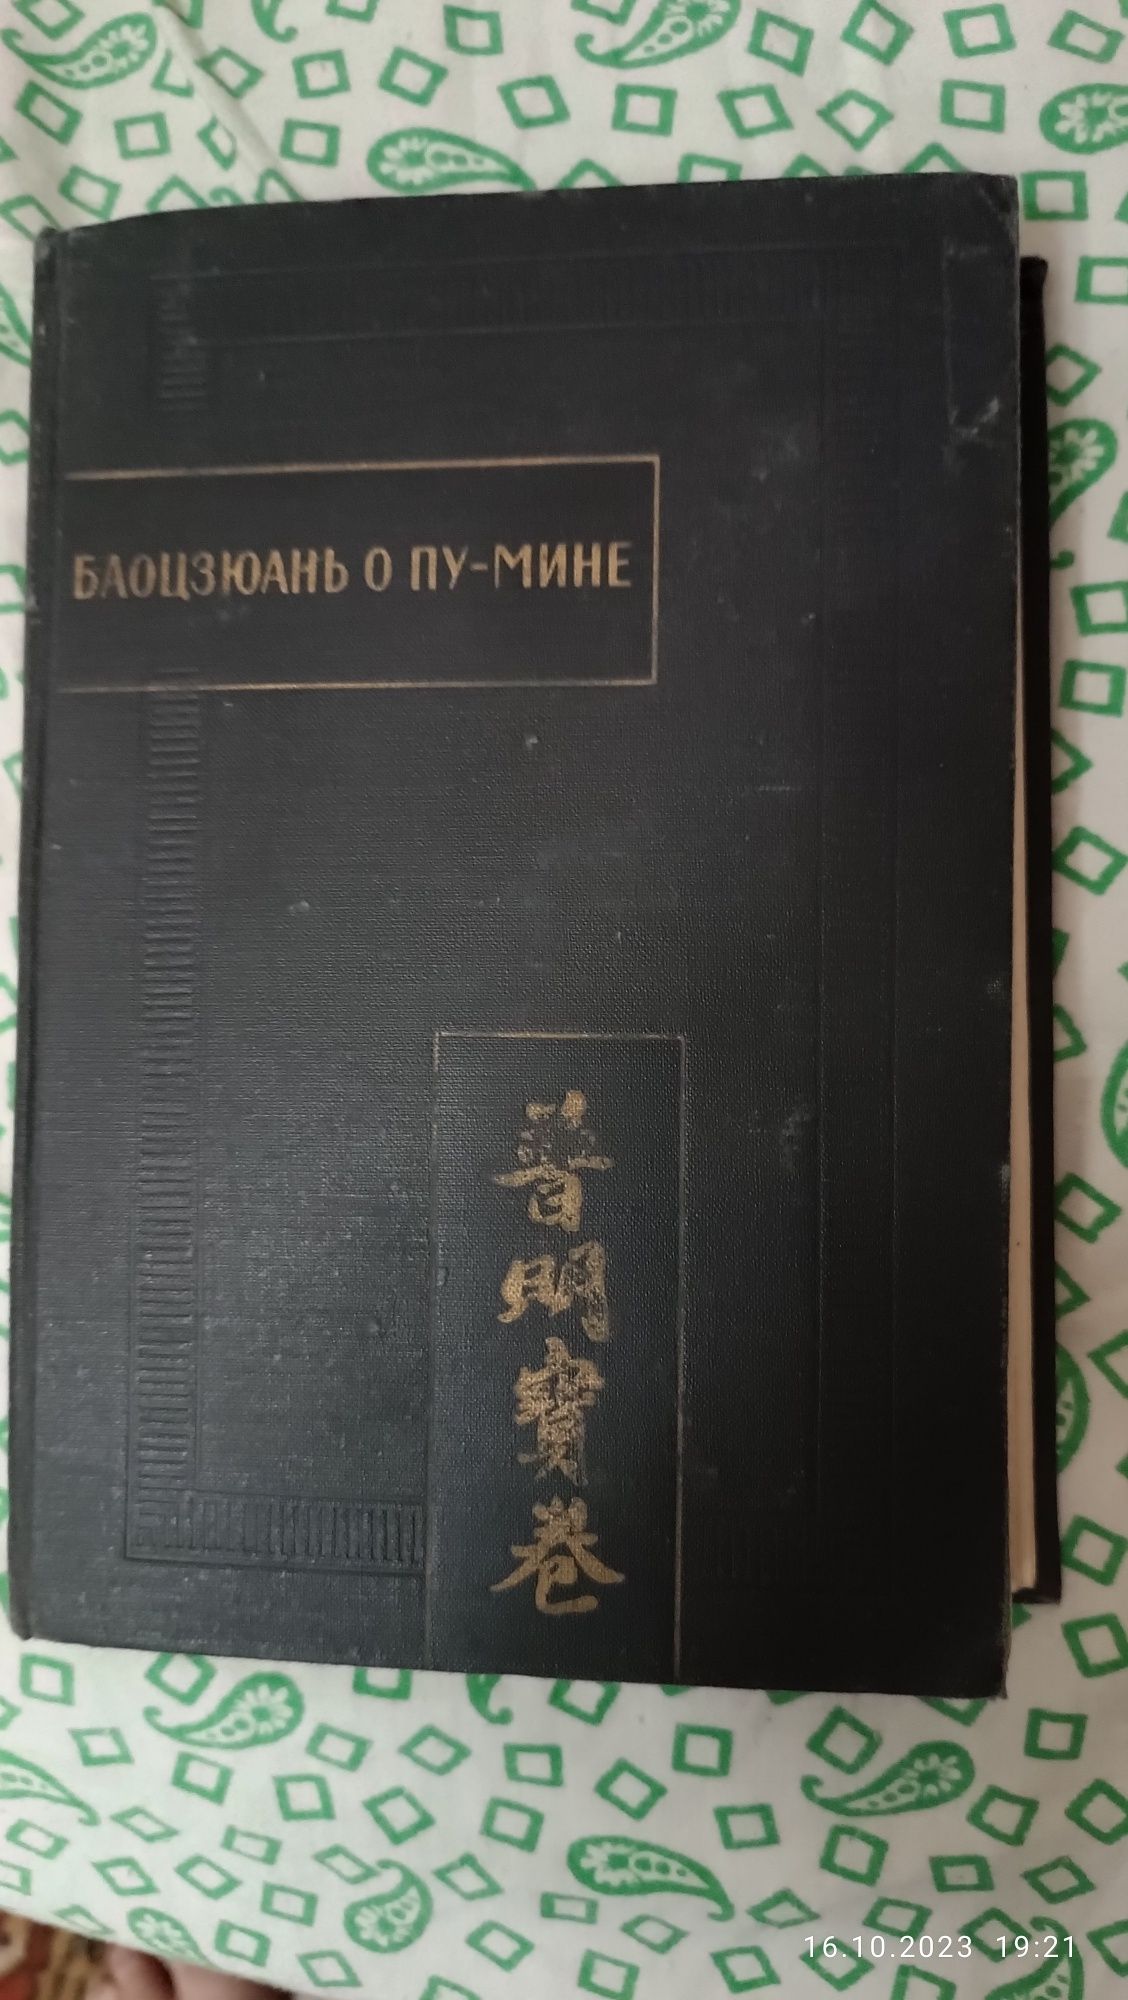 БАОЦЗЮАНЬ О ПУ-МИНЕ
普明寶卷
16.10.2023 19:21